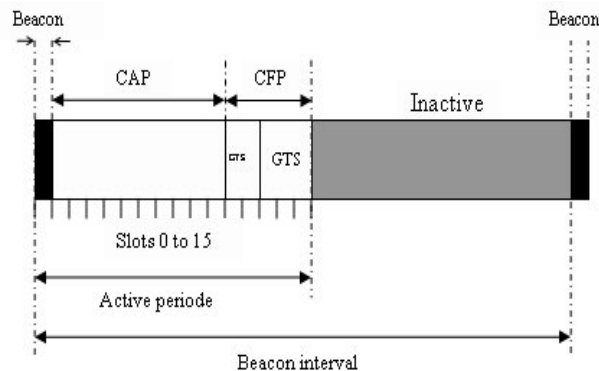 Beacon
Beacon
CAP
CFP
Inactive
GTS
GTS
Slots 0 to 15
Active periode
Beacon interval